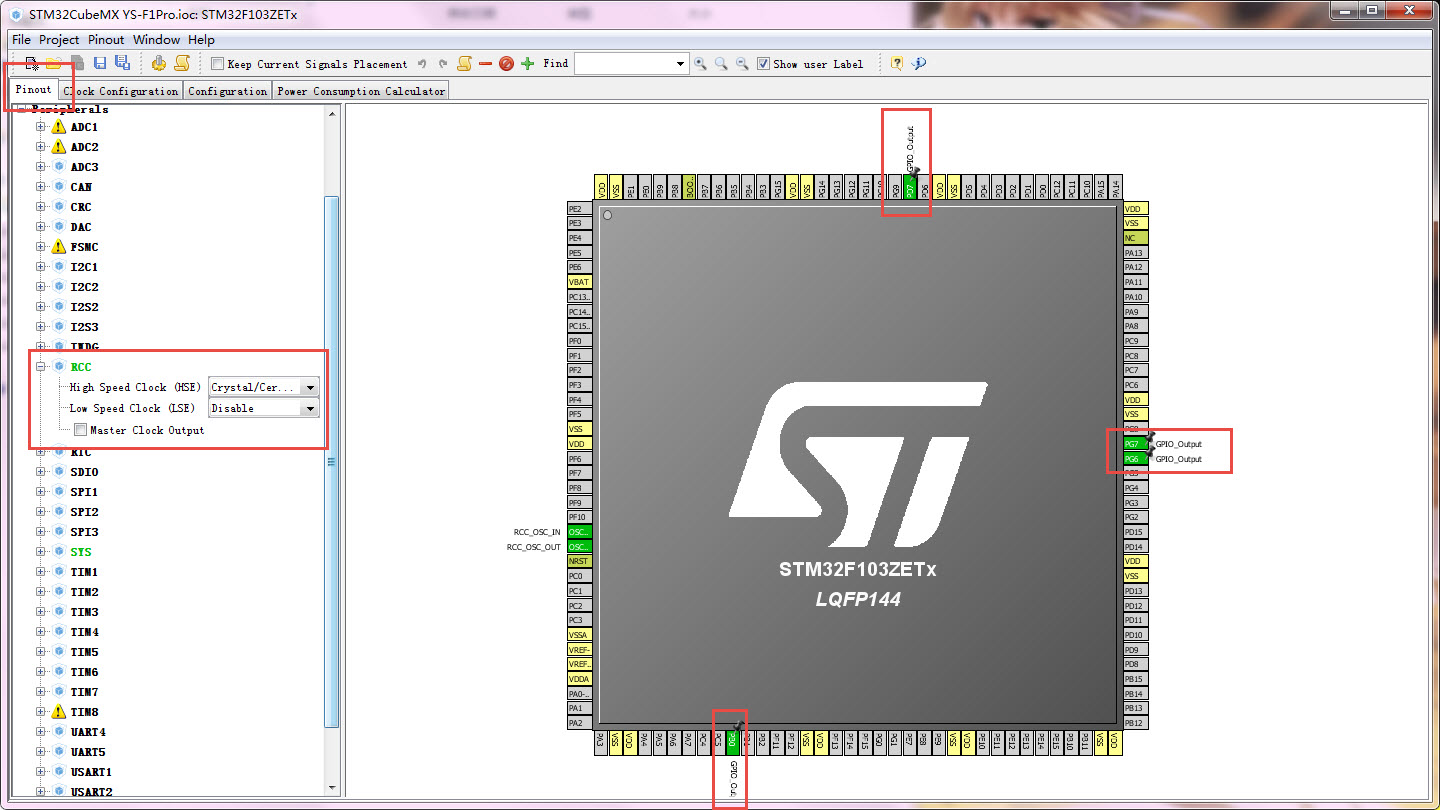 STM32CubeMX YS-F1Pro.ioc: STM32F103ZETx
File Project Pinout Window Help
Keep Current Signals Placement Find Show user Label
Pinout Clock Configuration Configuration Power Consumption Calculator
Peripherals
ADC1
ADC2
ADC3
CAN
CRC
DAC
FSMC
I2C1
I2C2
I2S2
I2S3
IWDG
RCC
High Speed Clock (HSE) Crystal/Cer...
Low Speed Clock (LSE) Disable
Master Clock Output
RTC
SDIO
SPI1
SPI2
SPI3
SYS
TIM1
TIM2
TIM3
TIM4
TIM5
TIM6
TIM7
TIM8
UART4
UART5
USART1
USART2
GPIO_Output
VDD VSS PE1 PE0 PB9 PB8 BOO.. PB7 PB6 PB5 PB4 PB3 PG15 VDD VSS PG14 PG13 PG12 PG11 PG10 PG9 PD7 PD6 VDD VSS PD5 PD4 PD3 PD2 PD1 PD0 PC12 PC11 PC10 PA15 PA14
PE2
PE3
PE4
PE5
PE6
VBAT
PC13..
PC14..
PC15..
PF0
PF1
PF2
PF3
PF4
PF5
VSS
VDD
PF6
PF7
PF8
PF9
PF10
RCC_OSC_IN OSC..
RCC_OSC_OUT OSC..
NRST
PC0
PC1
PC2
PC3
VSSA
VREF-
VREF..
VDDA
PA0-..
PA1
PA2
ST
STM32F103ZETx
LQFP144
VDD
VSS
NC
PA13
PA12
PA11
PA10
PA9
PA8
PC9
PC8
PC7
PC6
VDD
VSS
PG8
PG7 GPIO_Output
PG6 GPIO_Output
PG5
PG4
PG3
PG2
PD15
PD14
VDD
VSS
PD13
PD12
PD11
PD10
PD9
PD8
PB15
PB14
PB13
PB12
PA3 VSS VDD PA4 PA5 PA6 PA7 PC4 PC5 PB0 PB1 PB2 PF11 PF12 VSS VDD PF13 PF14 PF15 PG0 PG1 PE7 PE8 PE9 VSS VDD PE10 PE11 PE12 PE13 PE14 PE15 PB10 PB11 VSS VDD
GPIO_Out